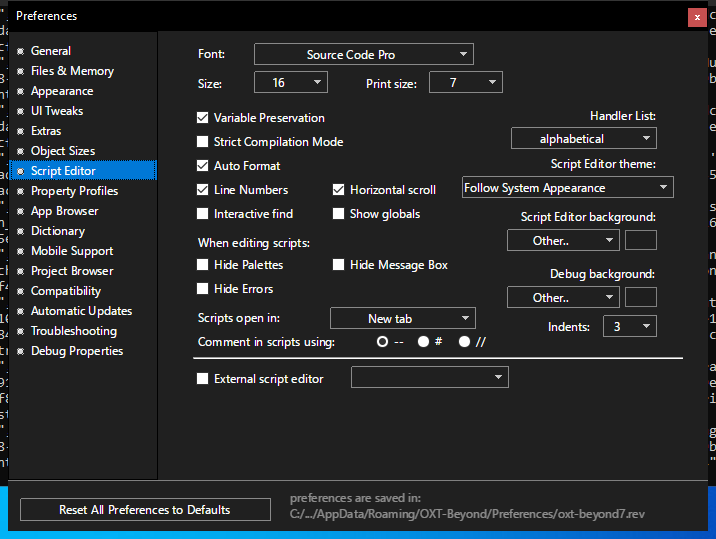 Preferences
x
General
Files & Memory
Appearance
UI Tweaks
Extras
Object Sizes
Script Editor
Property Profiles
App Browser
Dictionary
Mobile Support
Project Browser
Compatibility
Automatic Updates
Troubleshooting
Debug Properties
Font: Source Code Pro
Size: 16 Print size: 7
Variable Preservation
Handler List:
Strict Compilation Mode
alphabetical
Auto Format
Script Editor theme:
Line Numbers Horizontal scroll
Follow System Appearance
Interactive find Show globals
Script Editor background:
When editing scripts:
Other..
Hide Palettes Hide Message Box
Debug background:
Hide Errors
Other..
Scripts open in: New tab
Indents: 3
Comment in scripts using: -- # //
External script editor
Reset All Preferences to Defaults
preferences are saved in:
C:/.../AppData/Roaming/OXT-Beyond/Preferences/oxt-beyond7.rev